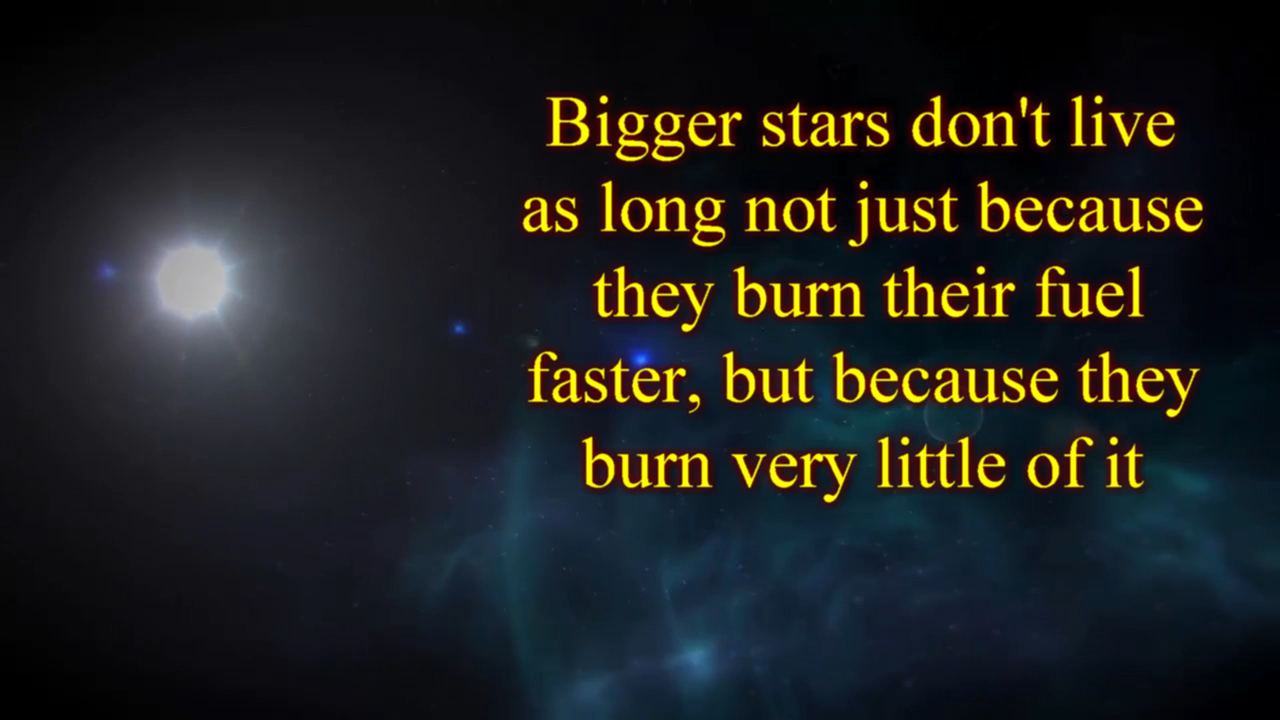 Bigger stars don't live
as long not just because
they burn their fuel
faster, but because they
burn very little of it